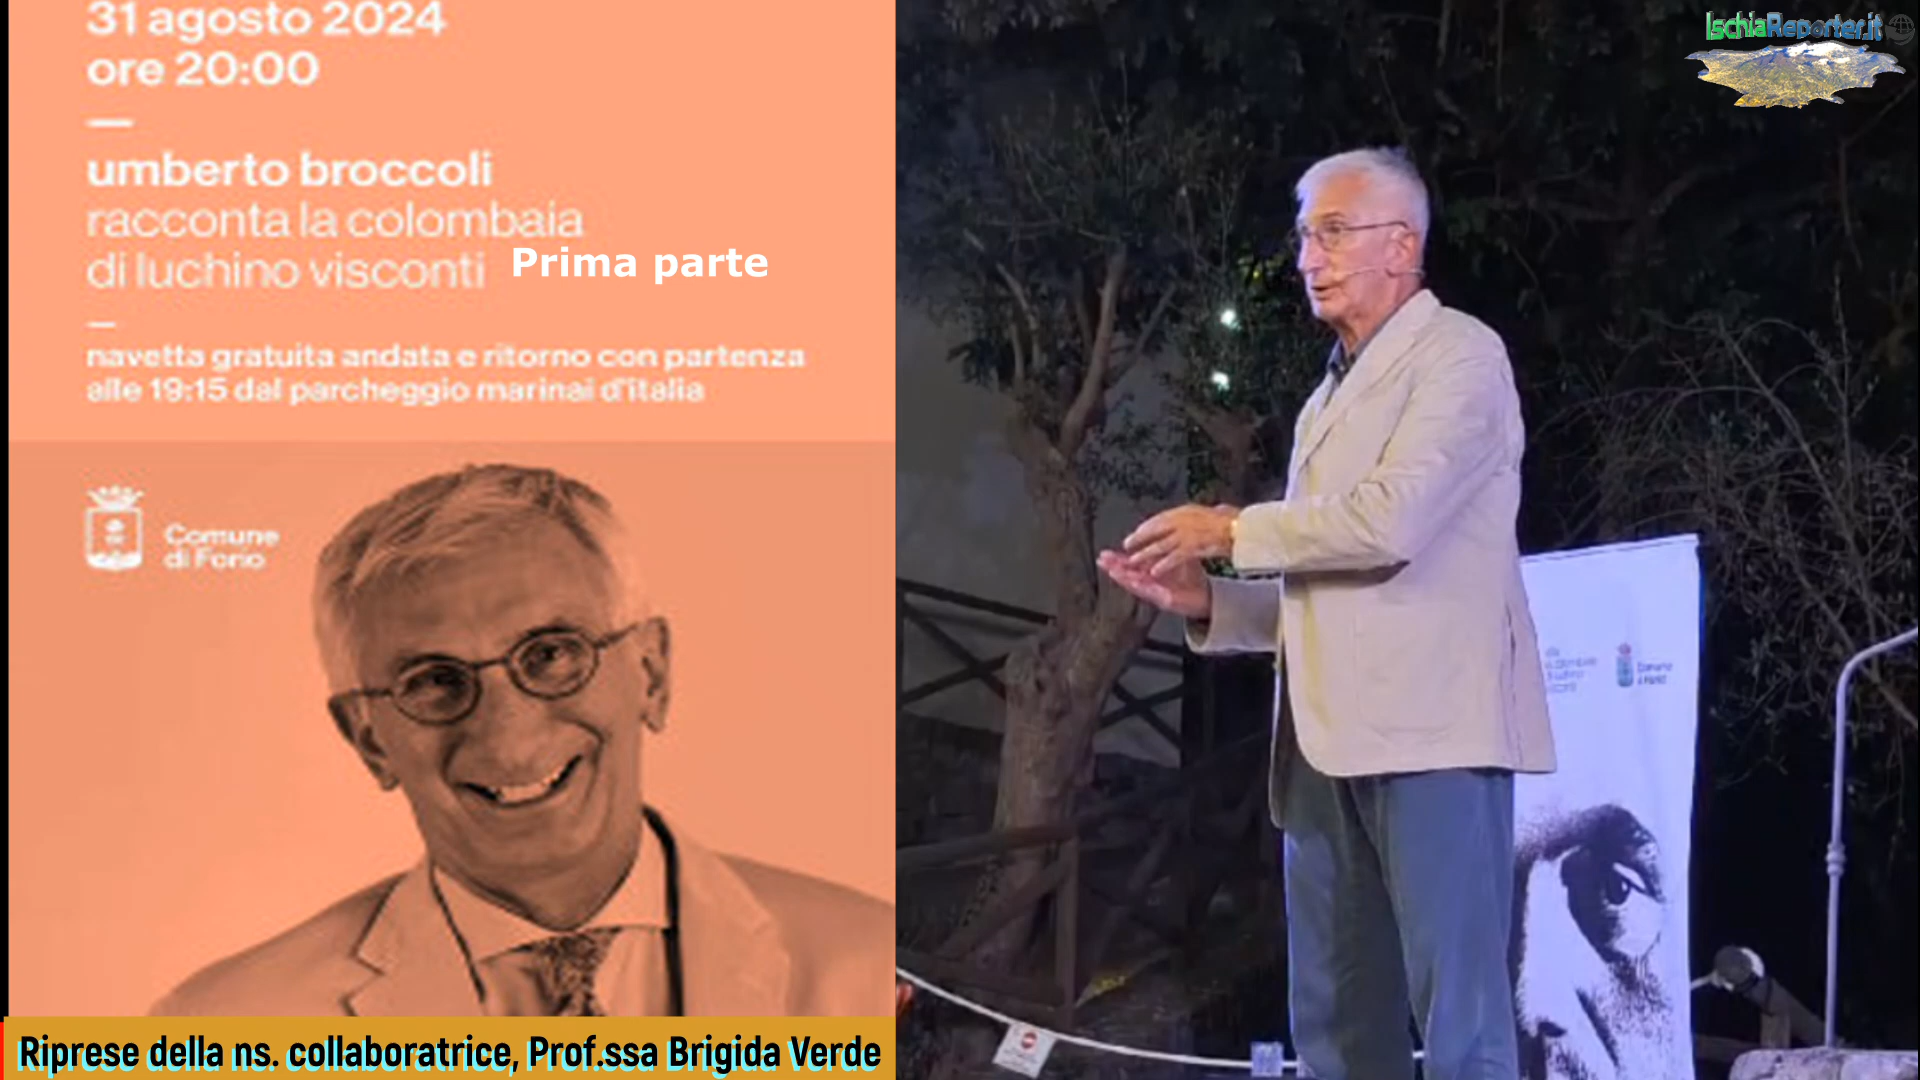 31 agosto 2024
ore 20:00
umberto broccoli
racconta la colombaia
di luchino visconti
Prima parte
navetta gratuita andata e ritorno con partenza
alle 19:15 dal parcheggio marinai d'italia
Comune
di Forio
Riprese della ns. collaboratrice, Prof.ssa Brigida Verde
IschiaReporter.it
Comune